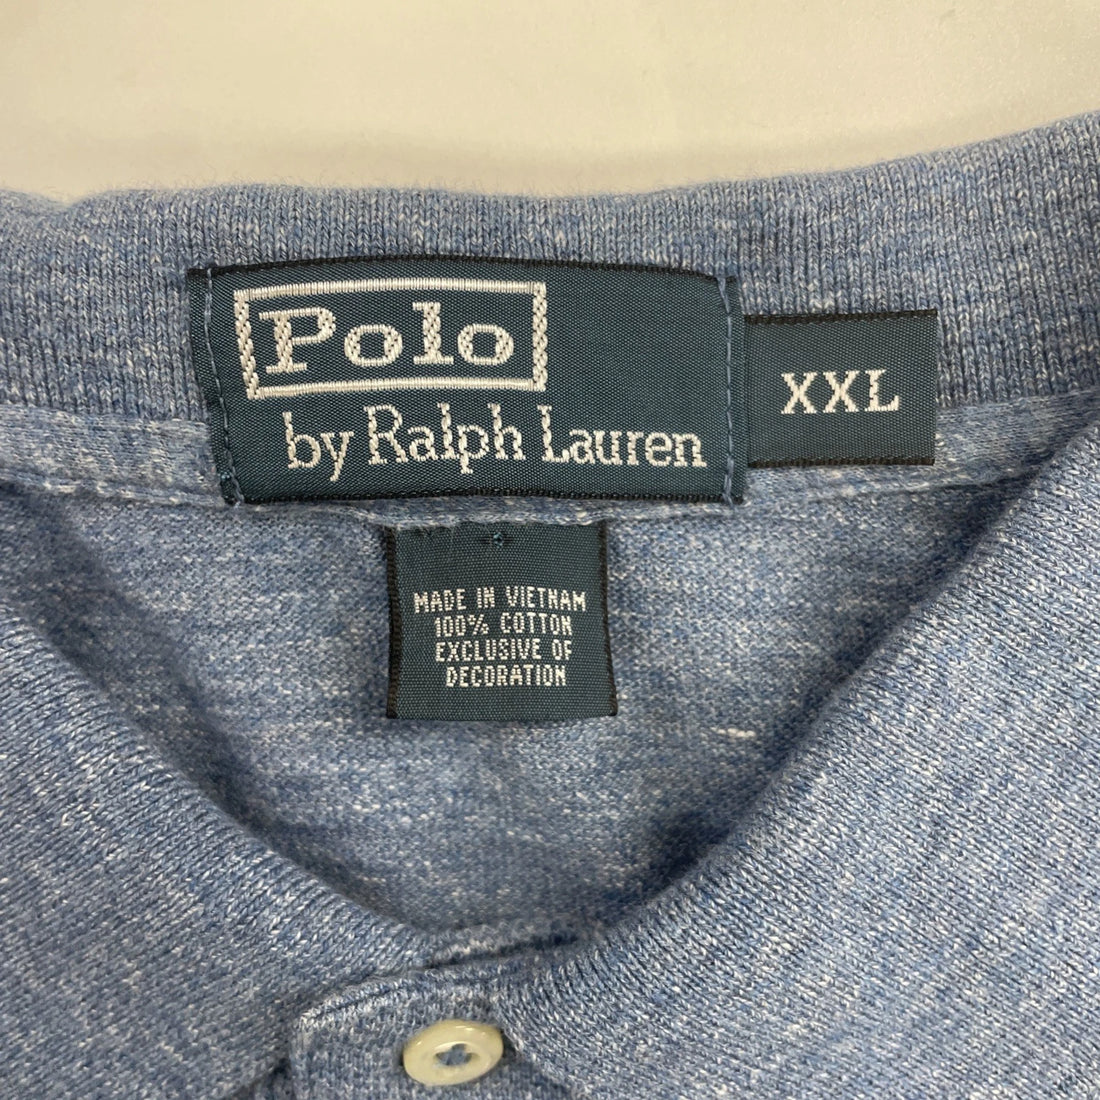 Polo
by Ralph Lauren
XXL
MADE IN VIETNAM
100% COTTON
EXCLUSIVE OF
DECORATION